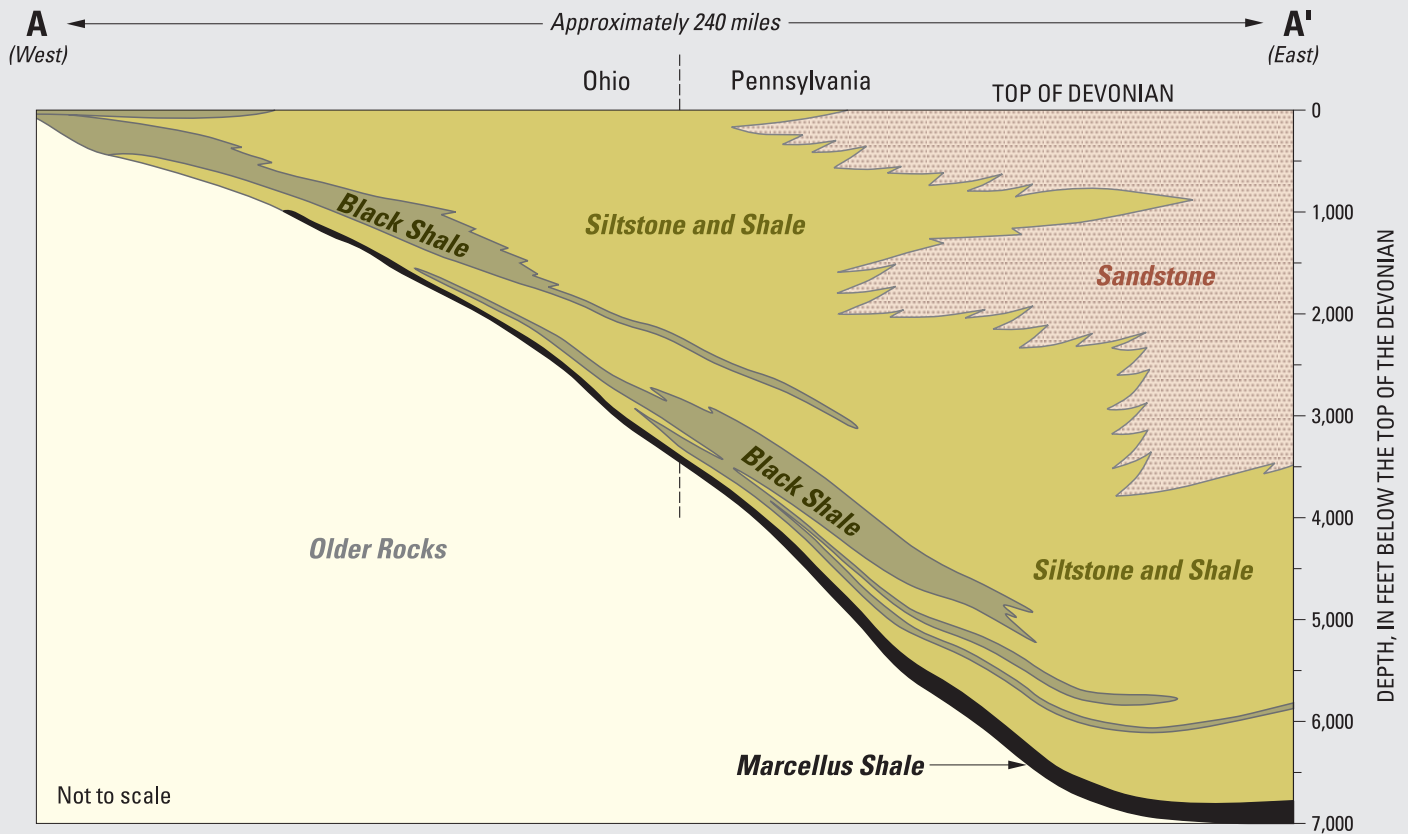 A
Approximately 240 miles
A'
(West)
(East)
Ohio
Pennsylvania
TOP OF DEVONIAN
0
Black Shale
Siltstone and Shale
1,000
Sandstone
2,000
3,000
Black Shale
4,000
Older Rocks
Siltstone and Shale
5,000
6,000
Marcellus Shale
Not to scale
7,000
DEPTH, IN FEET BELOW THE TOP OF THE DEVONIAN